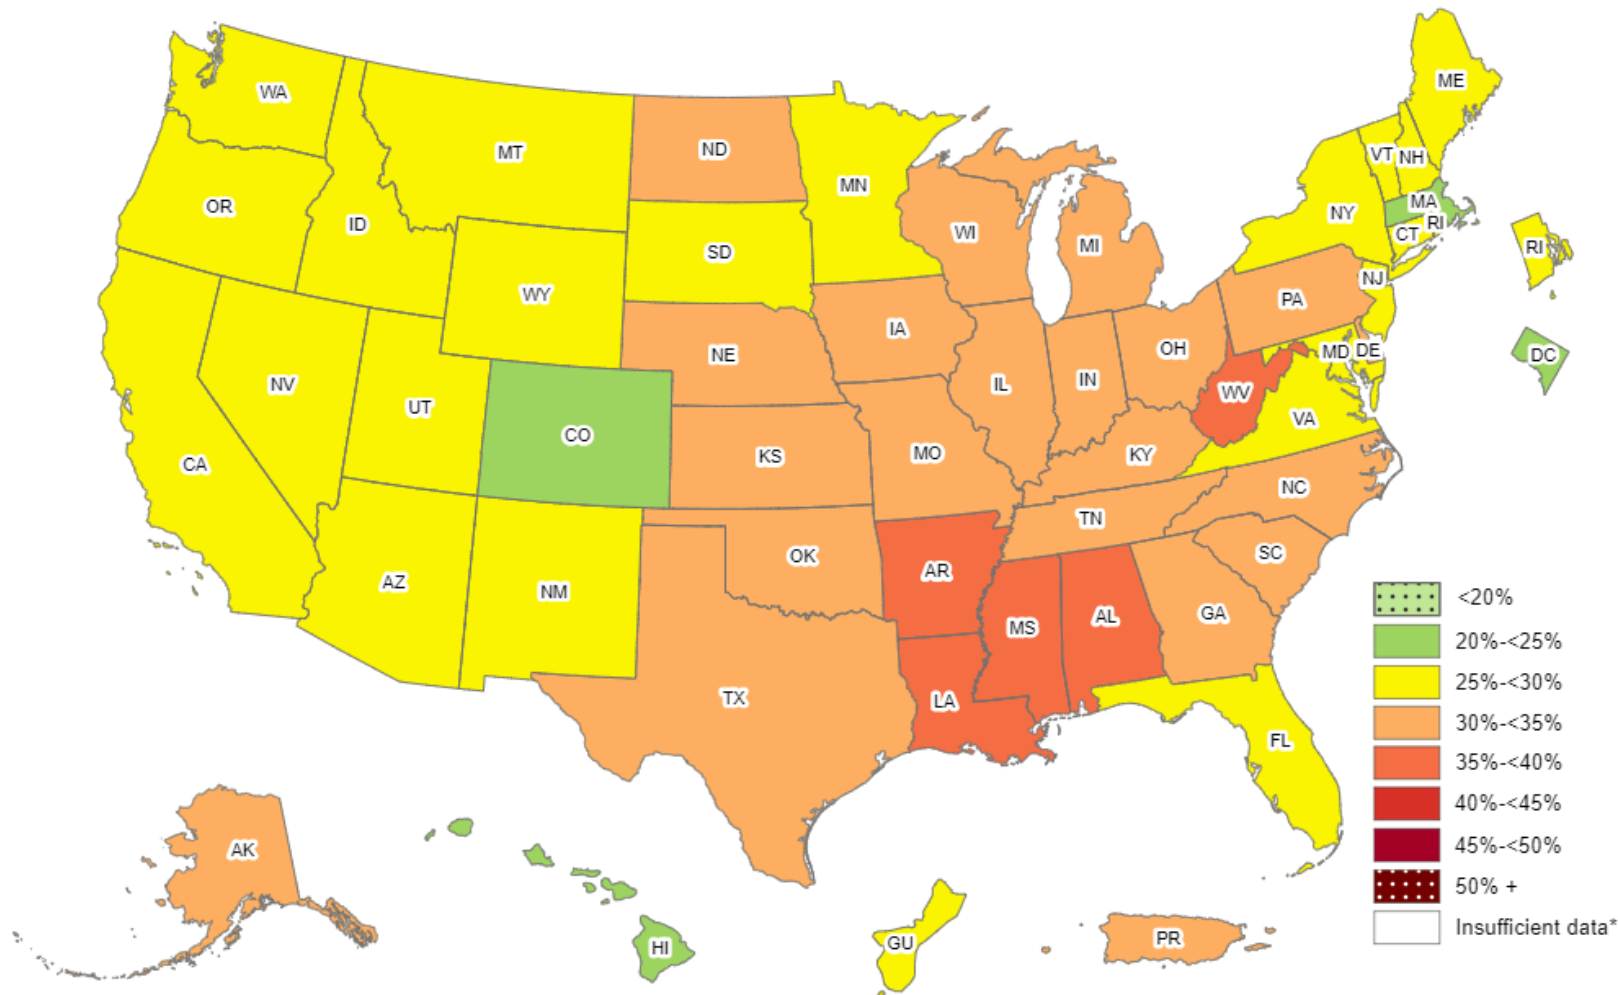 WA
MT
ND
MN
ME
VT
NH
OR
ID
SD
WI
MI
NY
MA
RI
CT
RI
WY
NE
IA
PA
NJ
NV
UT
CO
IL
IN
OH
MD
DE
DC
CA
KS
MO
KY
WV
VA
AZ
NM
OK
AR
TN
NC
SC
MS
AL
GA
TX
LA
FL
AK
HI
GU
PR
<20%
20%-<25%
25%-<30%
30%-<35%
35%-<40%
40%-<45%
45%-<50%
50% +
Insufficient data*